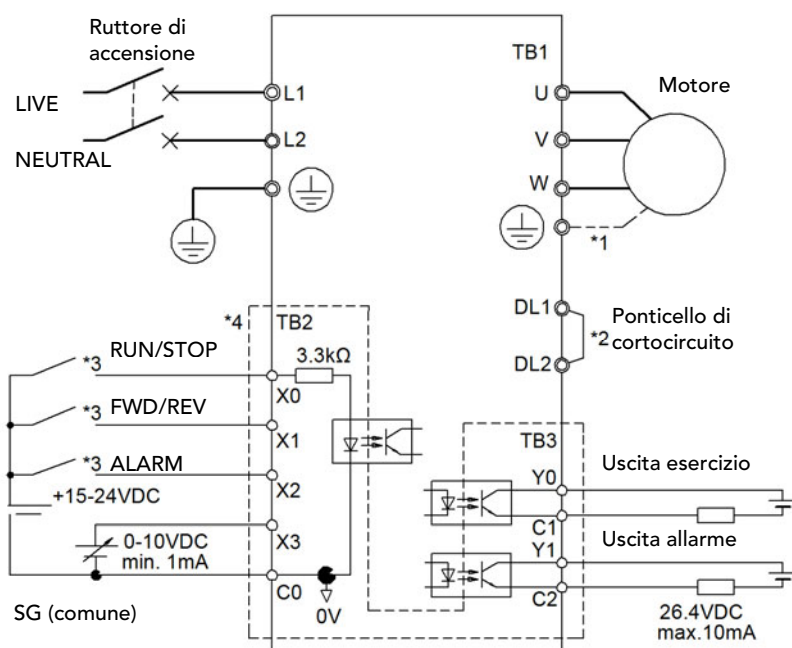 Ruttore di
accensione
TB1
LIVE
L1
U
Motore
NEUTRAL
L2
V
W
*1
DL1
*2
Ponticello di
cortocircuito
DL2
*4
TB2
*3
RUN/STOP
3.3kΩ
X0
*3
FWD/REV
X1
TB3
*3
ALARM
X2
Y0
Uscita esercizio
+15-24VDC
C1
0-10VDC
min. 1mA
X3
Y1
Uscita allarme
C0
C2
SG (comune)
0V
26.4VDC
max.10mA